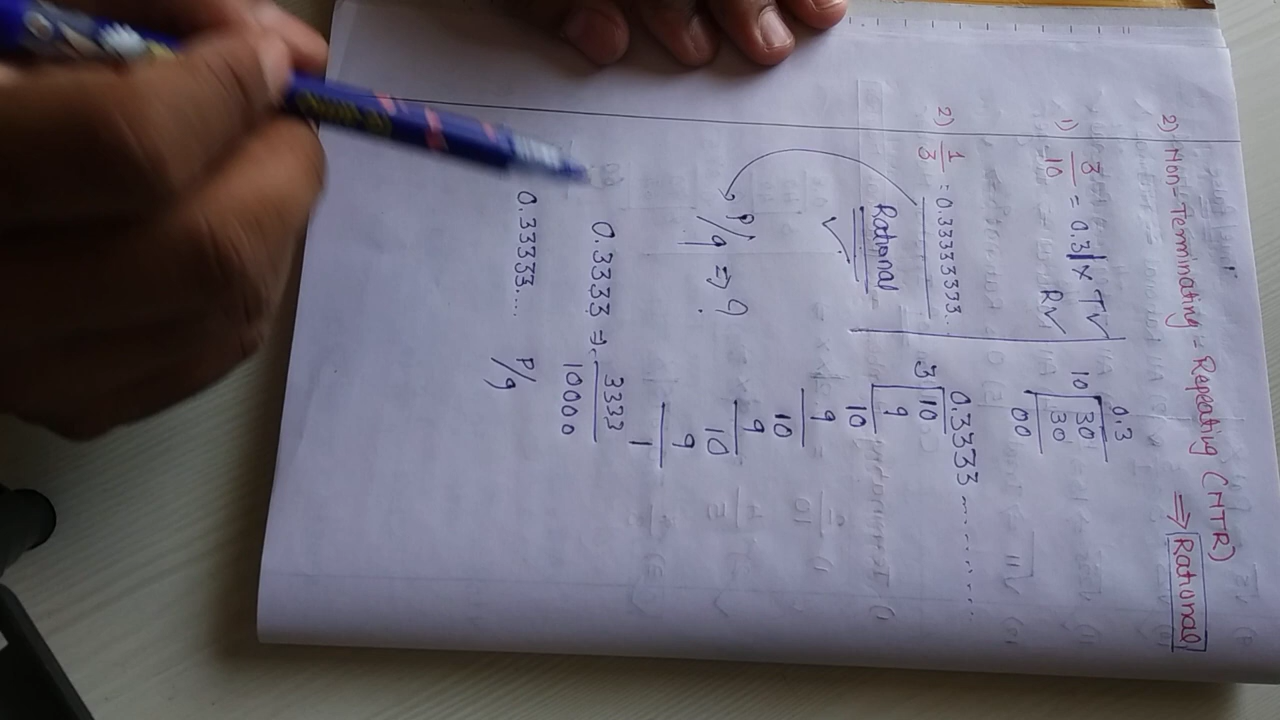 2) Non-Terminating - Repeating (NTR)
⇒ Rational
1) 3/10 = 0.3 × TV
RV
0.3
10 30
30
00
2) 1/3 = 0.33333333...
Rational
0.3333..........
3 10
9
10
9
10
9
10
9
1
P/q ⇒ ?
0.3333 ⇒ 3333
10000
0.33333.... P/q